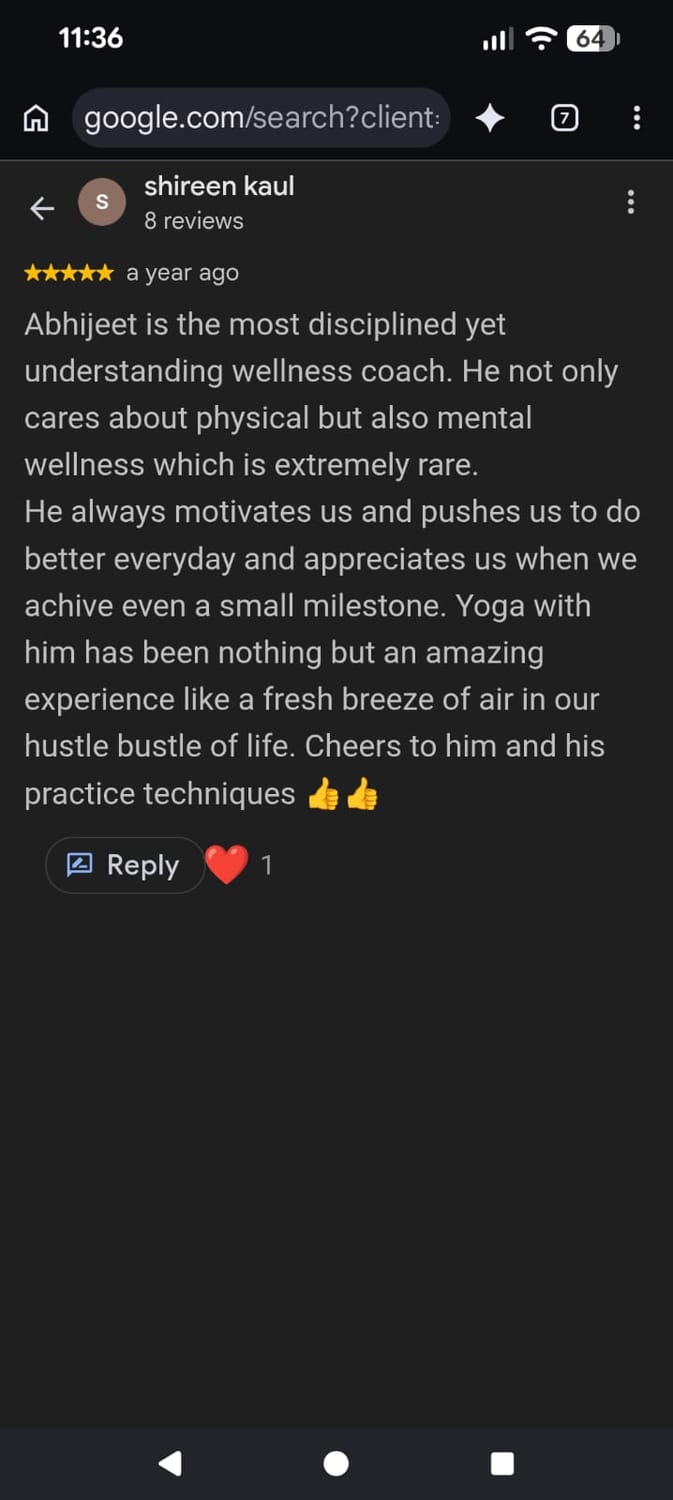 11:36
64
google.com/search?client:
7
S
shireen kaul
8 reviews
★★★★★ a year ago
Abhijeet is the most disciplined yet
understanding wellness coach. He not only
cares about physical but also mental
wellness which is extremely rare.
He always motivates us and pushes us to do
better everyday and appreciates us when we
achive even a small milestone. Yoga with
him has been nothing but an amazing
experience like a fresh breeze of air in our
hustle bustle of life. Cheers to him and his
practice techniques 👍👍
Reply ❤️ 1